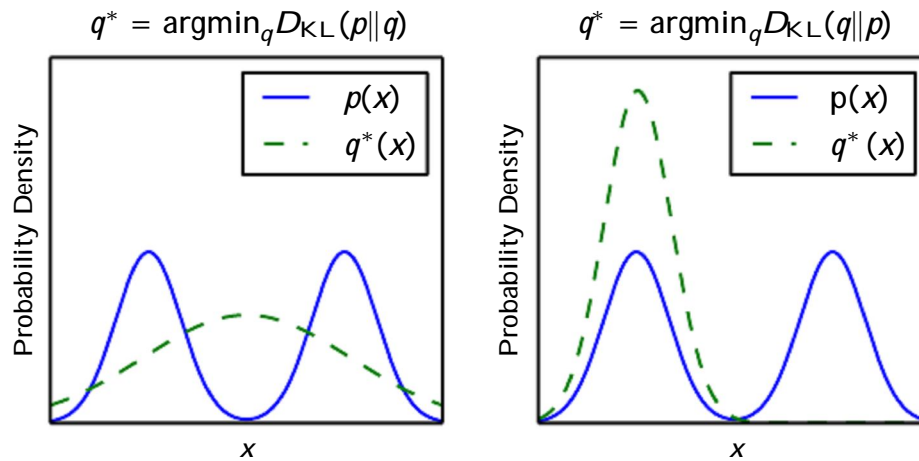 q* = argmin_q D_KL(p‖q)
p(x)
q*(x)
Probability Density
x
q* = argmin_q D_KL(q‖p)
p(x)
q*(x)
Probability Density
x